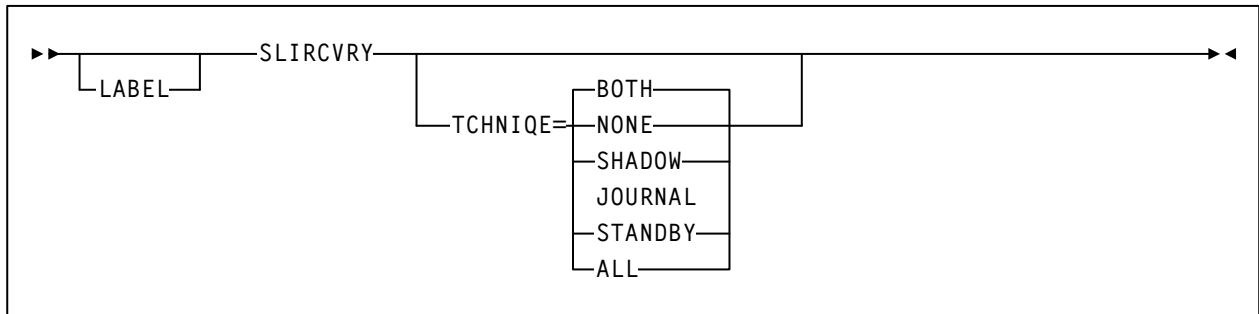 SLIRCVRY
LABEL
BOTH
TCHNIQE= NONE
SHADOW
JOURNAL
STANDBY
ALL